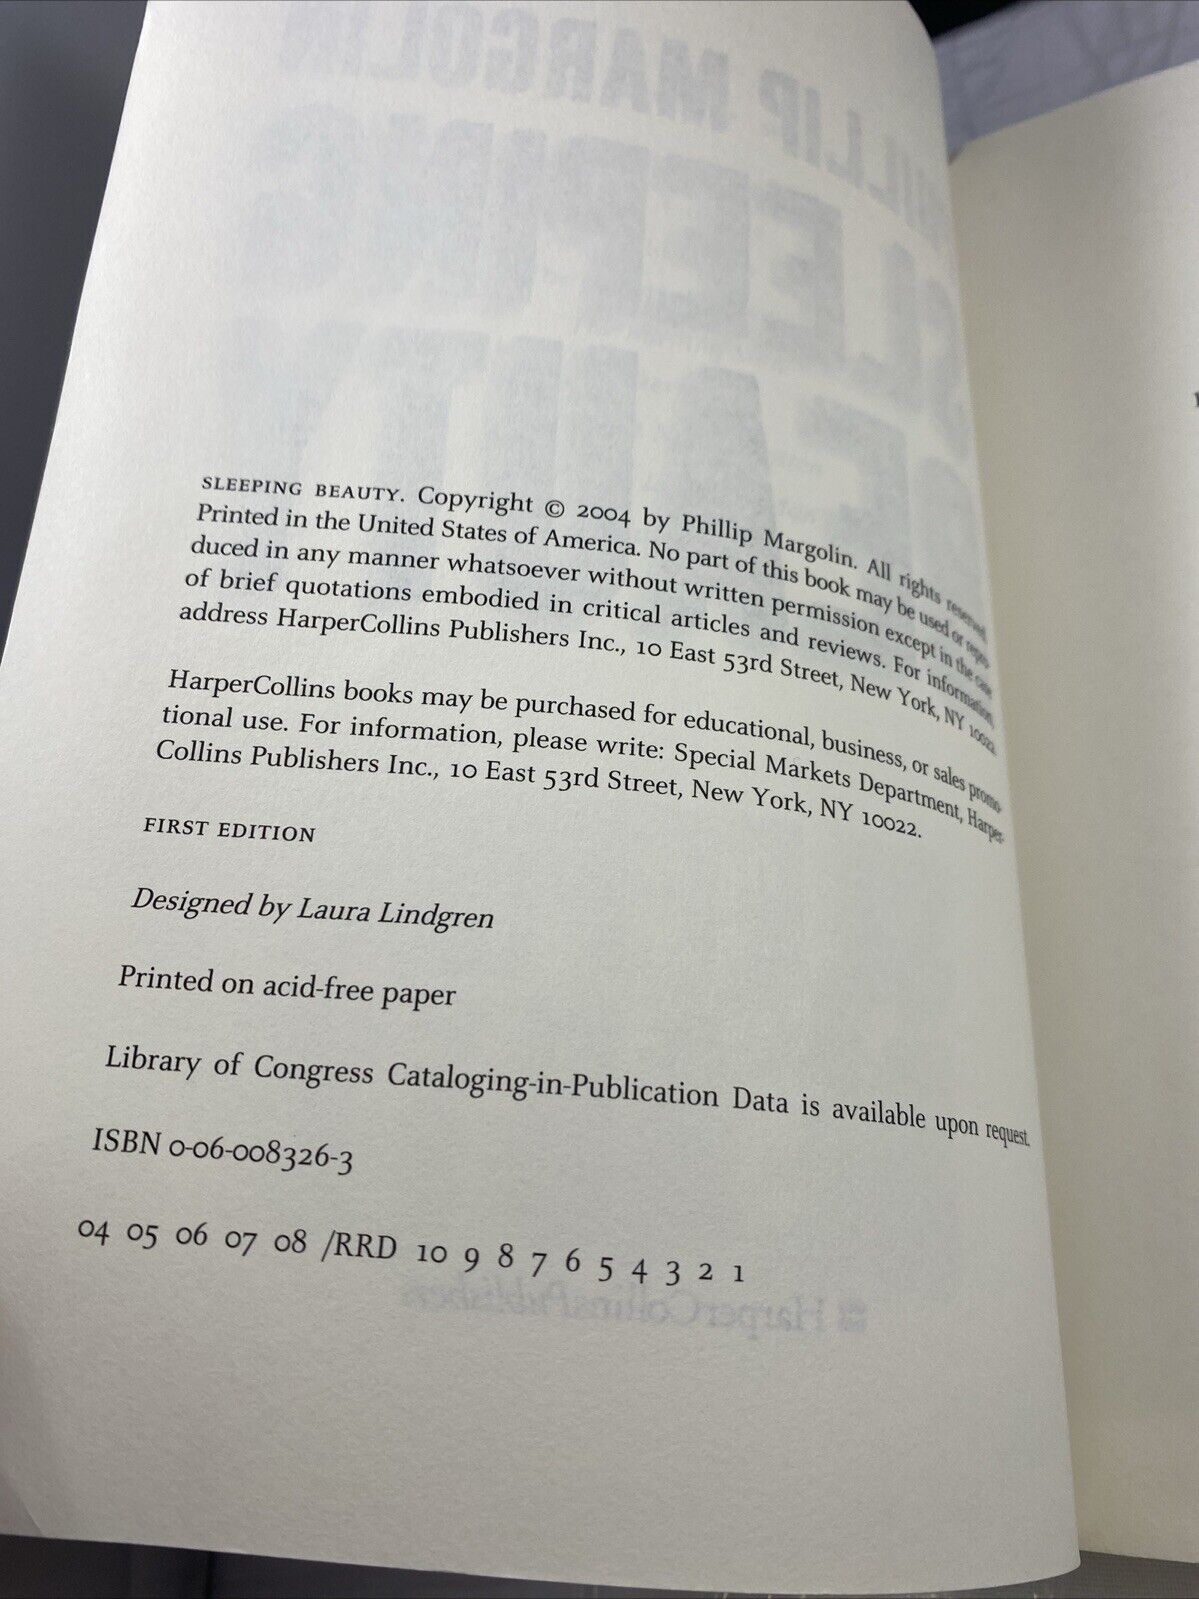 SLEEPING BEAUTY. Copyright © 2004 by Phillip Margolin. All rights reserved.
Printed in the United States of America. No part of this book may be used or repro-
duced in any manner whatsoever without written permission except in the case
of brief quotations embodied in critical articles and reviews. For information,
address HarperCollins Publishers Inc., 10 East 53rd Street, New York, NY 10022.
HarperCollins books may be purchased for educational, business, or sales promo-
tional use. For information, please write: Special Markets Department, Harper-
Collins Publishers Inc., 10 East 53rd Street, New York, NY 10022.
FIRST EDITION
Designed by Laura Lindgren
Printed on acid-free paper
Library of Congress Cataloging-in-Publication Data is available upon request.
ISBN 0-06-008326-3
04 05 06 07 08 /RRD 10 9 8 7 6 5 4 3 2 1